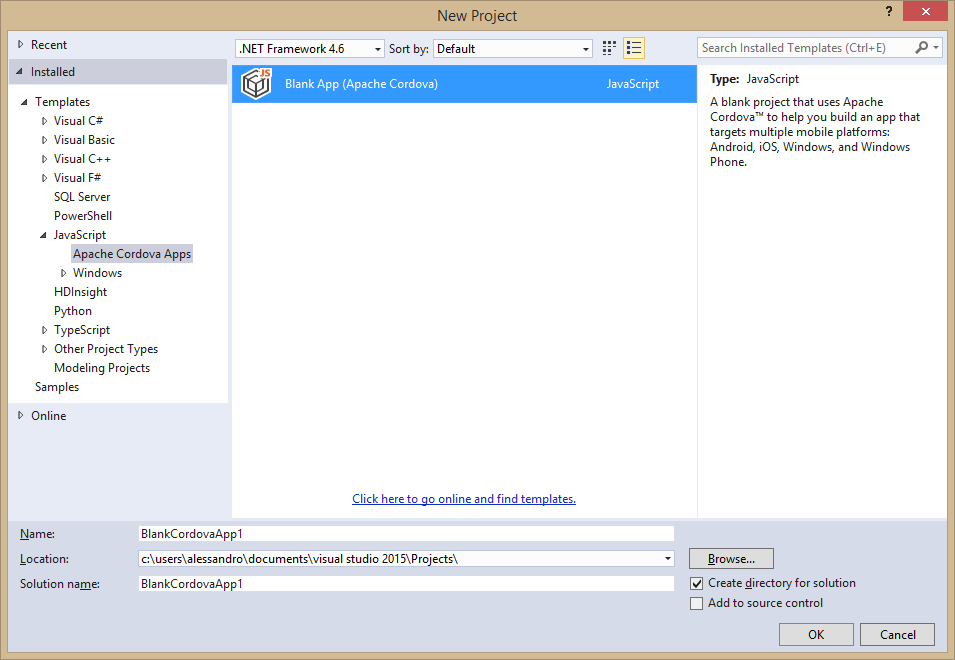 New Project
?
Recent
Installed
Templates
Visual C#
Visual Basic
Visual C++
Visual F#
SQL Server
PowerShell
JavaScript
Apache Cordova Apps
Windows
HDInsight
Python
TypeScript
Other Project Types
Modeling Projects
Samples
Online
.NET Framework 4.6
Sort by: Default
JS
Blank App (Apache Cordova) JavaScript
Click here to go online and find templates.
Search Installed Templates (Ctrl+E)
Type: JavaScript
A blank project that uses Apache
Cordova™ to help you build an app that
targets multiple mobile platforms:
Android, iOS, Windows, and Windows
Phone.
Name: BlankCordovaApp1
Location: c:\users\alessandro\documents\visual studio 2015\Projects\
Browse...
Solution name: BlankCordovaApp1
Create directory for solution
Add to source control
OK Cancel